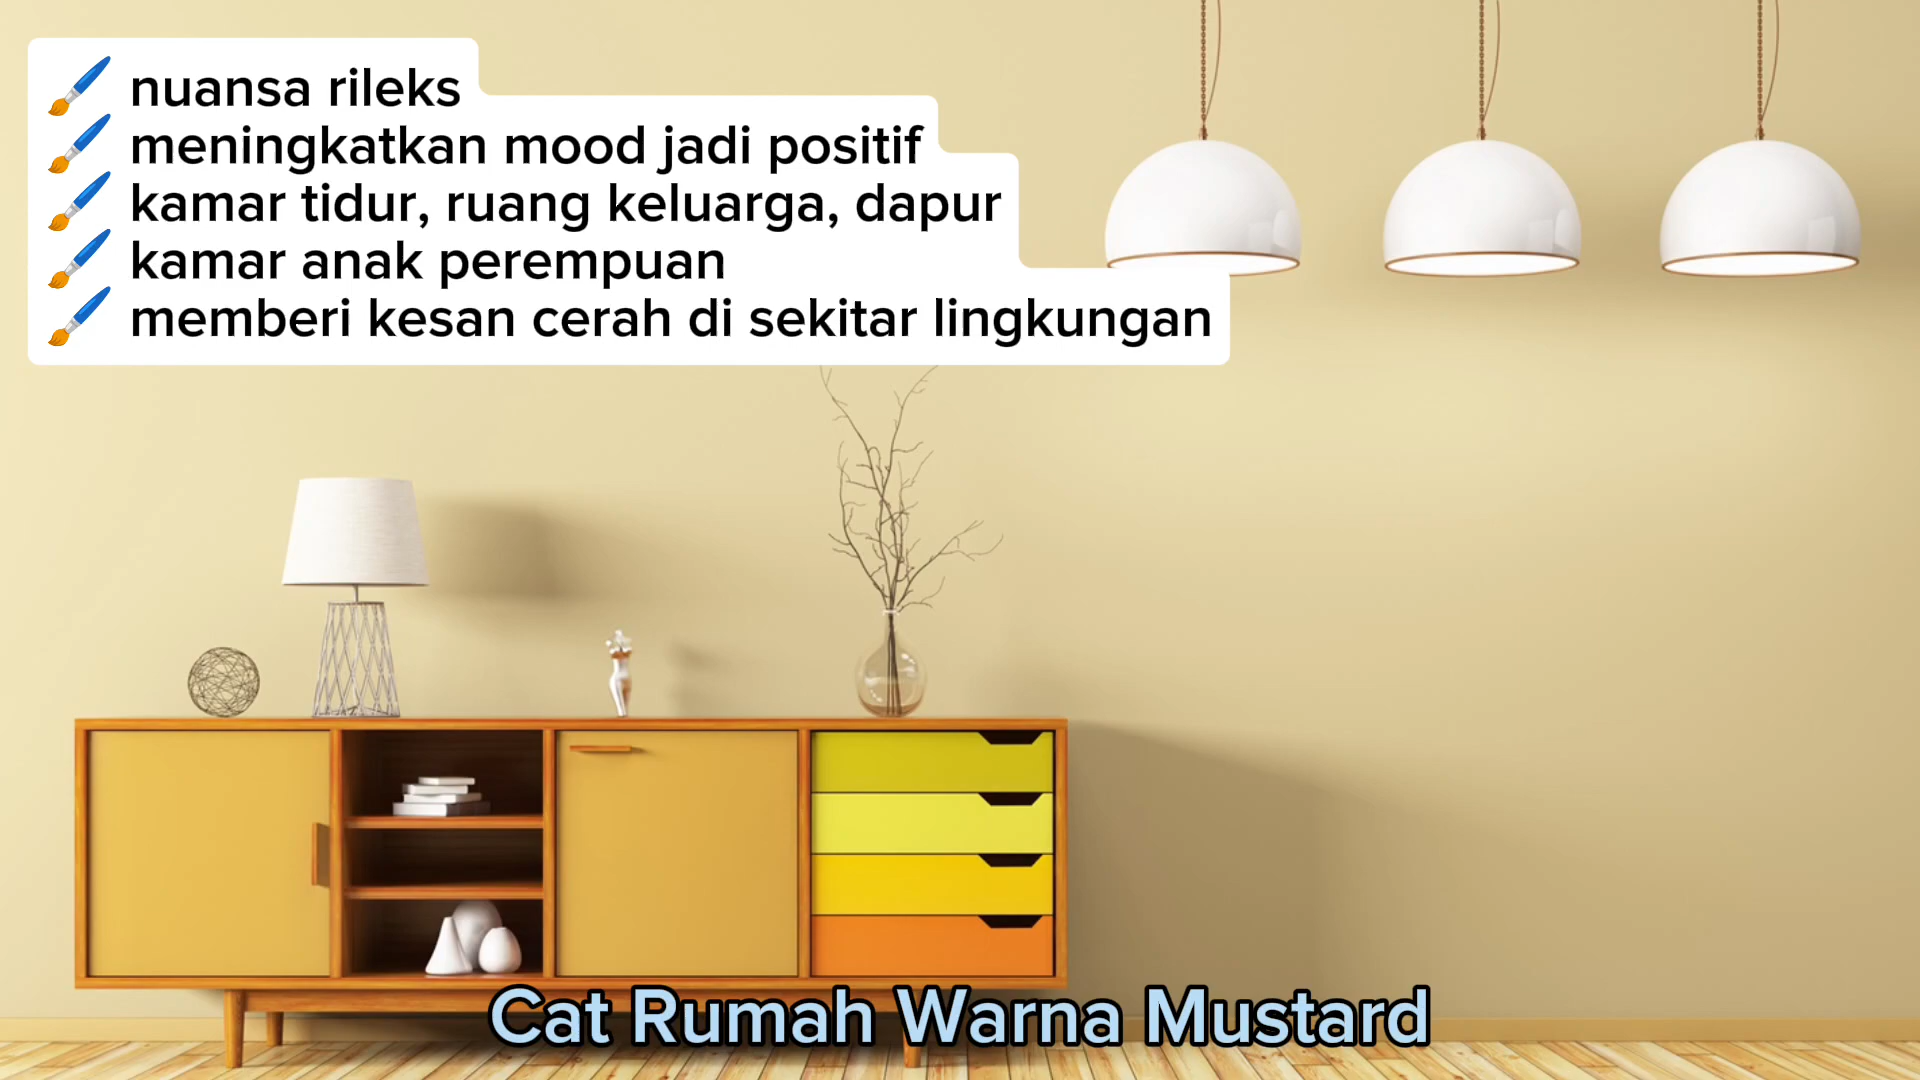 nuansa rileks
meningkatkan mood jadi positif
kamar tidur, ruang keluarga, dapur
kamar anak perempuan
memberi kesan cerah di sekitar lingkungan
Cat Rumah Warna Mustard